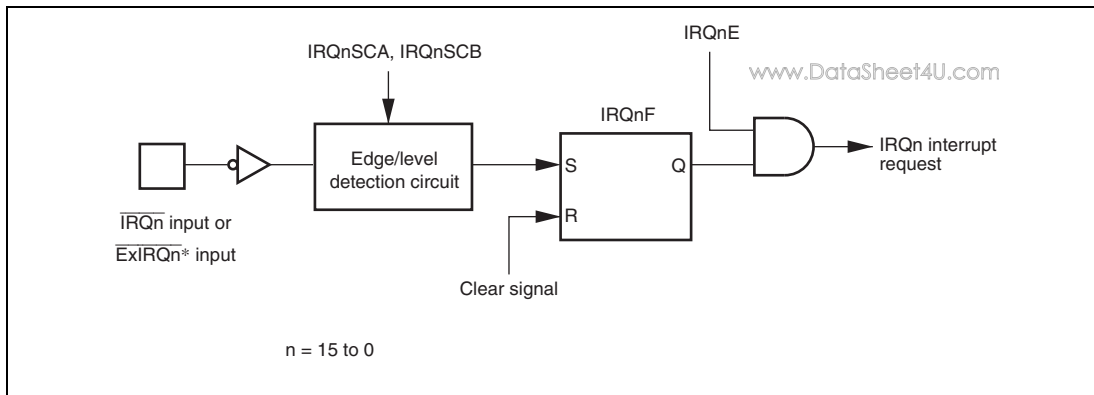 IRQnE
IRQnSCA, IRQnSCB
www.DataSheet4U.com
IRQnF
Edge/level
detection circuit
S
Q
R
IRQn interrupt
request
IRQn input or
ExIRQn* input
Clear signal
n = 15 to 0